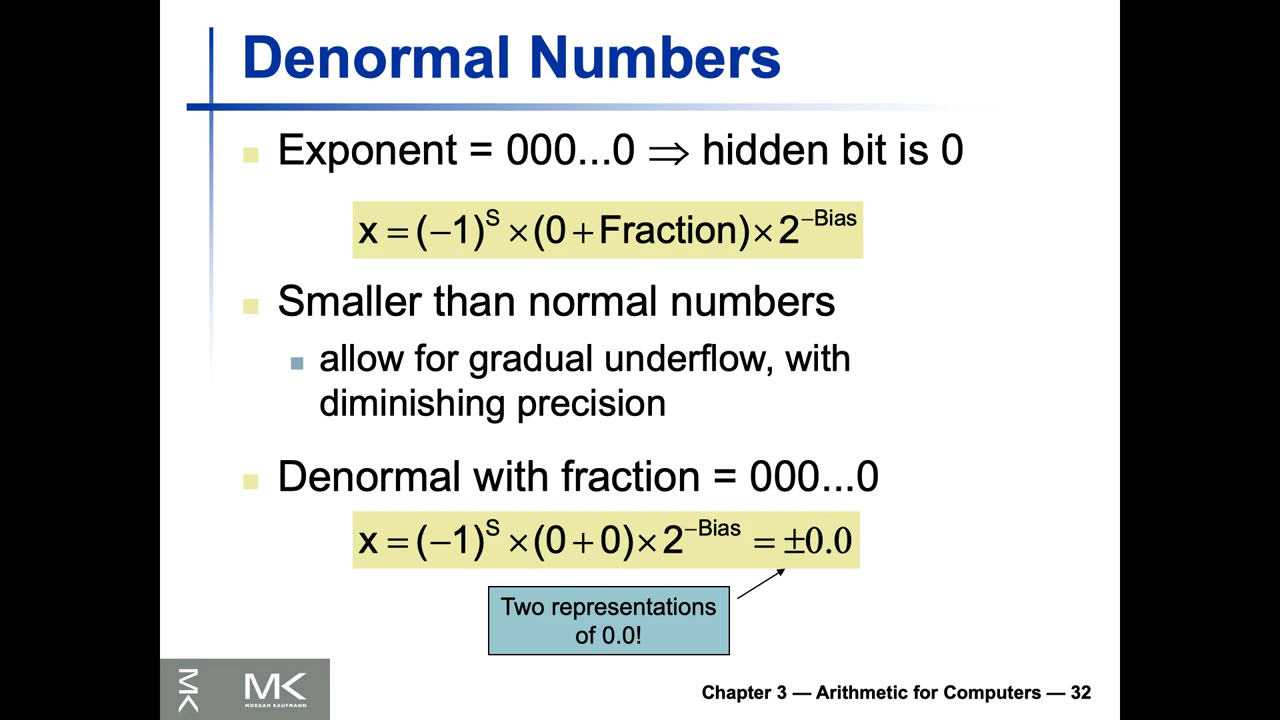 Denormal Numbers
Exponent = 000...0 ⇒ hidden bit is 0
x = (−1)^S × (0 + Fraction) × 2^−Bias
Smaller than normal numbers
allow for gradual underflow, with
diminishing precision
Denormal with fraction = 000...0
x = (−1)^S × (0 + 0) × 2^−Bias = ±0.0
Two representations
of 0.0!
MK
MK
MORGAN KAUFMANN
Chapter 3 — Arithmetic for Computers — 32